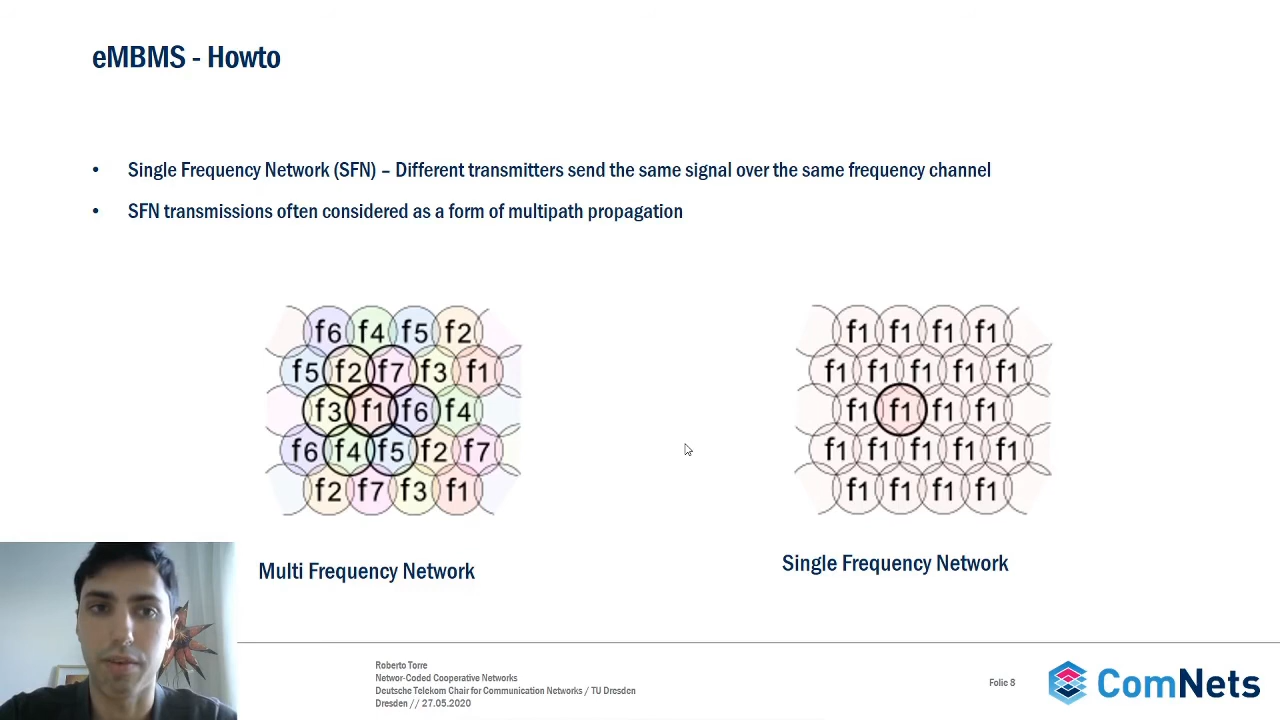 eMBMS - Howto
• Single Frequency Network (SFN) – Different transmitters send the same signal over the same frequency channel
• SFN transmissions often considered as a form of multipath propagation
f6 f4 f5 f2
f5 f2 f7 f3 f1
f3 f1 f6 f4
f6 f4 f5 f2 f7
f2 f7 f3 f1
Multi Frequency Network
f1 f1 f1 f1
f1 f1 f1 f1 f1
f1 f1 f1 f1
f1 f1 f1 f1 f1
f1 f1 f1 f1
Single Frequency Network
Roberto Torre
Networ-Coded Cooperative Networks
Deutsche Telekom Chair for Communication Networks / TU Dresden
Dresden // 27.05.2020
Folie 8
ComNets